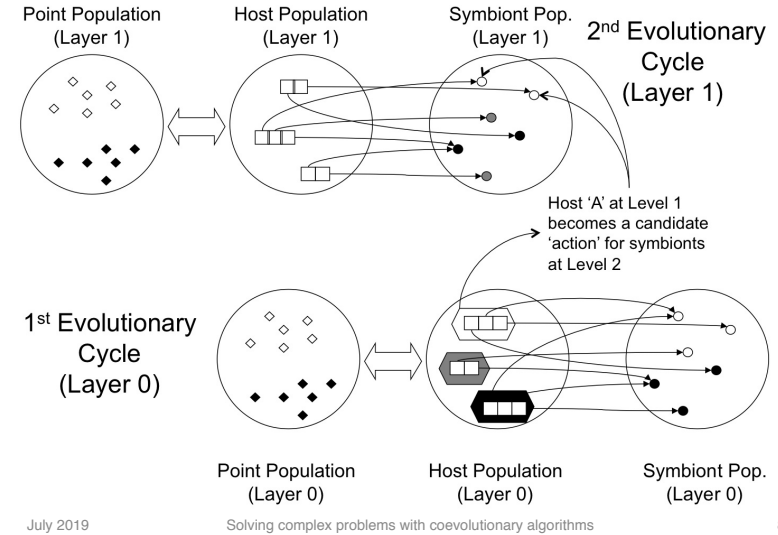 Point Population
(Layer 1)
Host Population
(Layer 1)
Symbiont Pop.
(Layer 1)
2nd Evolutionary
Cycle
(Layer 1)
Host ‘A’ at Level 1
becomes a candidate
‘action’ for symbionts
at Level 2
1st Evolutionary
Cycle
(Layer 0)
Point Population
(Layer 0)
Host Population
(Layer 0)
Symbiont Pop.
(Layer 0)
July 2019
Solving complex problems with coevolutionary algorithms